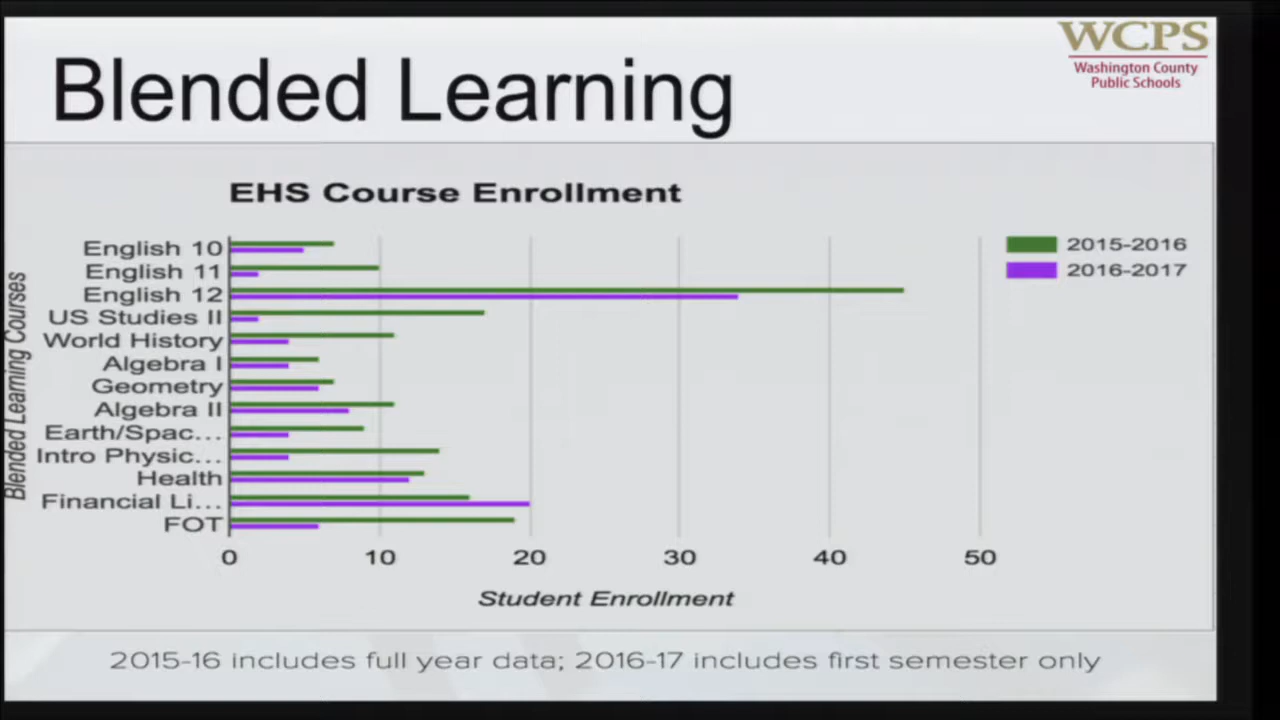 Blended Learning
WCPS
Washington County
Public Schools
EHS Course Enrollment
2015-2016
2016-2017
Blended Learning Courses
English 10
English 11
English 12
US Studies II
World History
Algebra I
Geometry
Algebra II
Earth/Spac...
Intro Physic...
Health
Financial Li...
FOT
0 10 20 30 40 50
Student Enrollment
2015-16 includes full year data; 2016-17 includes first semester only